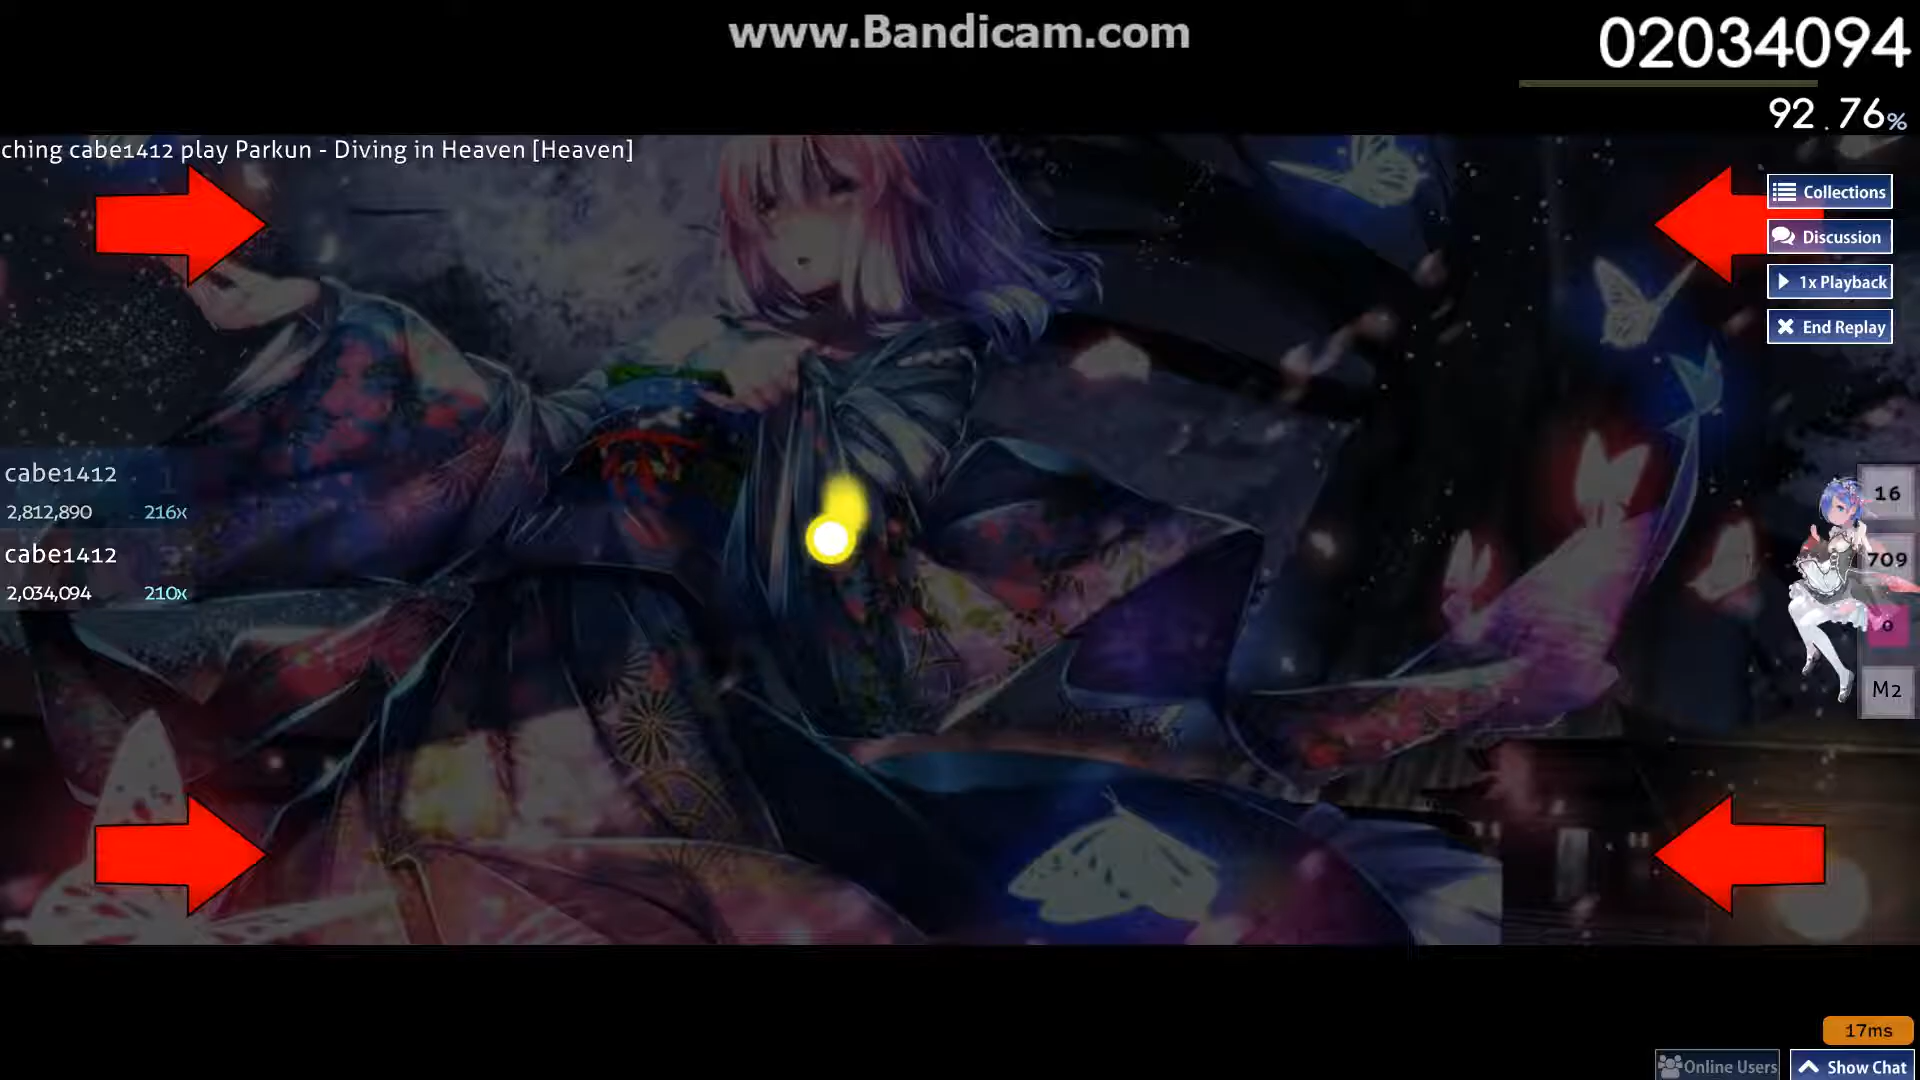 www.Bandicam.com
02034094
92.76%
ching cabe1412 play Parkun - Diving in Heaven [Heaven]
Collections
Discussion
1x Playback
End Replay
cabe1412
2,812,890 216x
cabe1412
2,034,094 210x
16
709
0
M2
17ms
Online Users
Show Chat